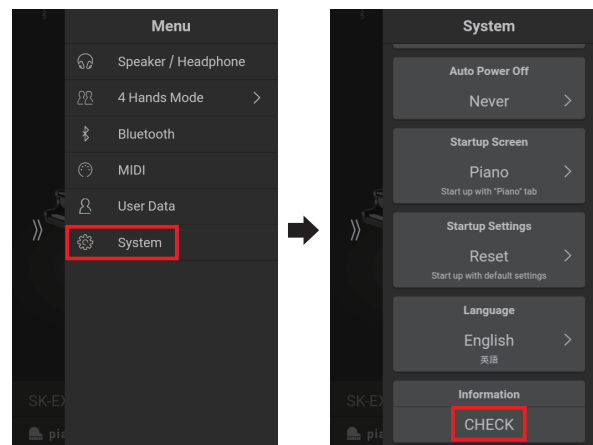 Menu
Speaker / Headphone
4 Hands Mode
Bluetooth
MIDI
User Data
System
SK-EX
pia
System
Auto Power Off
Never
Startup Screen
Piano
Start up with "Piano" tab
Startup Settings
Reset
Start up with default settings
Language
English
英語
Information
CHECK
SK-EX
pia